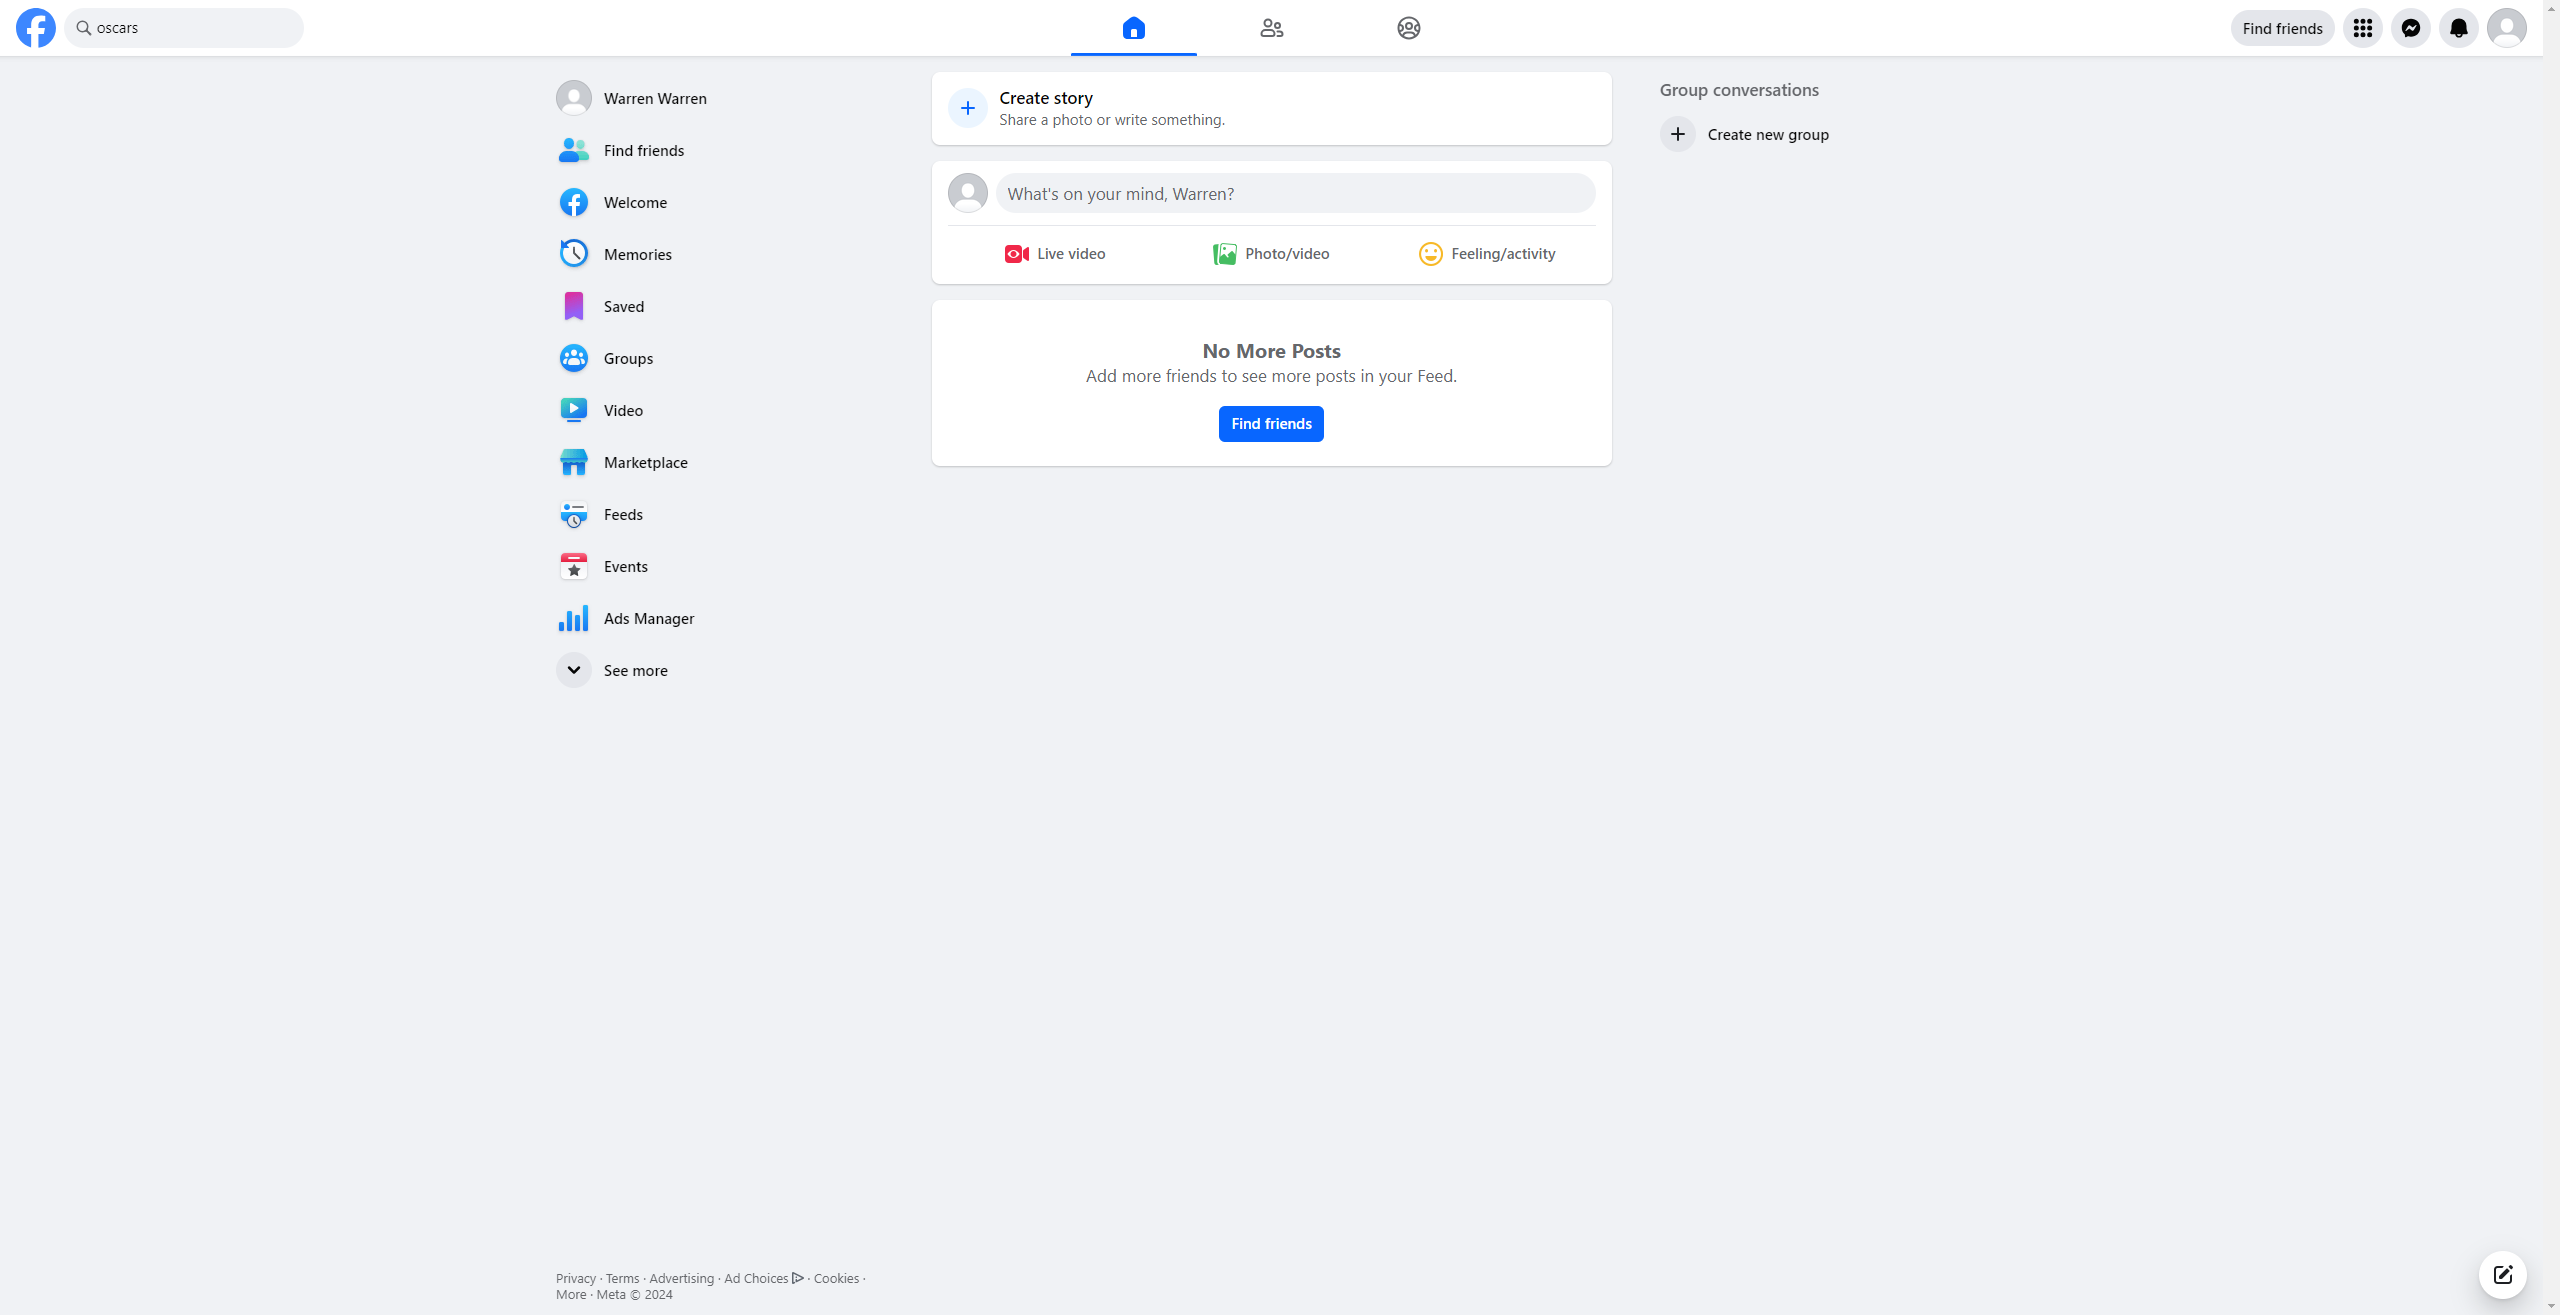 oscars
Find friends
Warren Warren
Find friends
Welcome
Memories
Saved
Groups
Video
Marketplace
Feeds
Events
Ads Manager
See more
Create story
Share a photo or write something.
What's on your mind, Warren?
Live video
Photo/video
Feeling/activity
No More Posts
Add more friends to see more posts in your Feed.
Find friends
Group conversations
Create new group
Privacy · Terms · Advertising · Ad Choices · Cookies ·
More · Meta © 2024